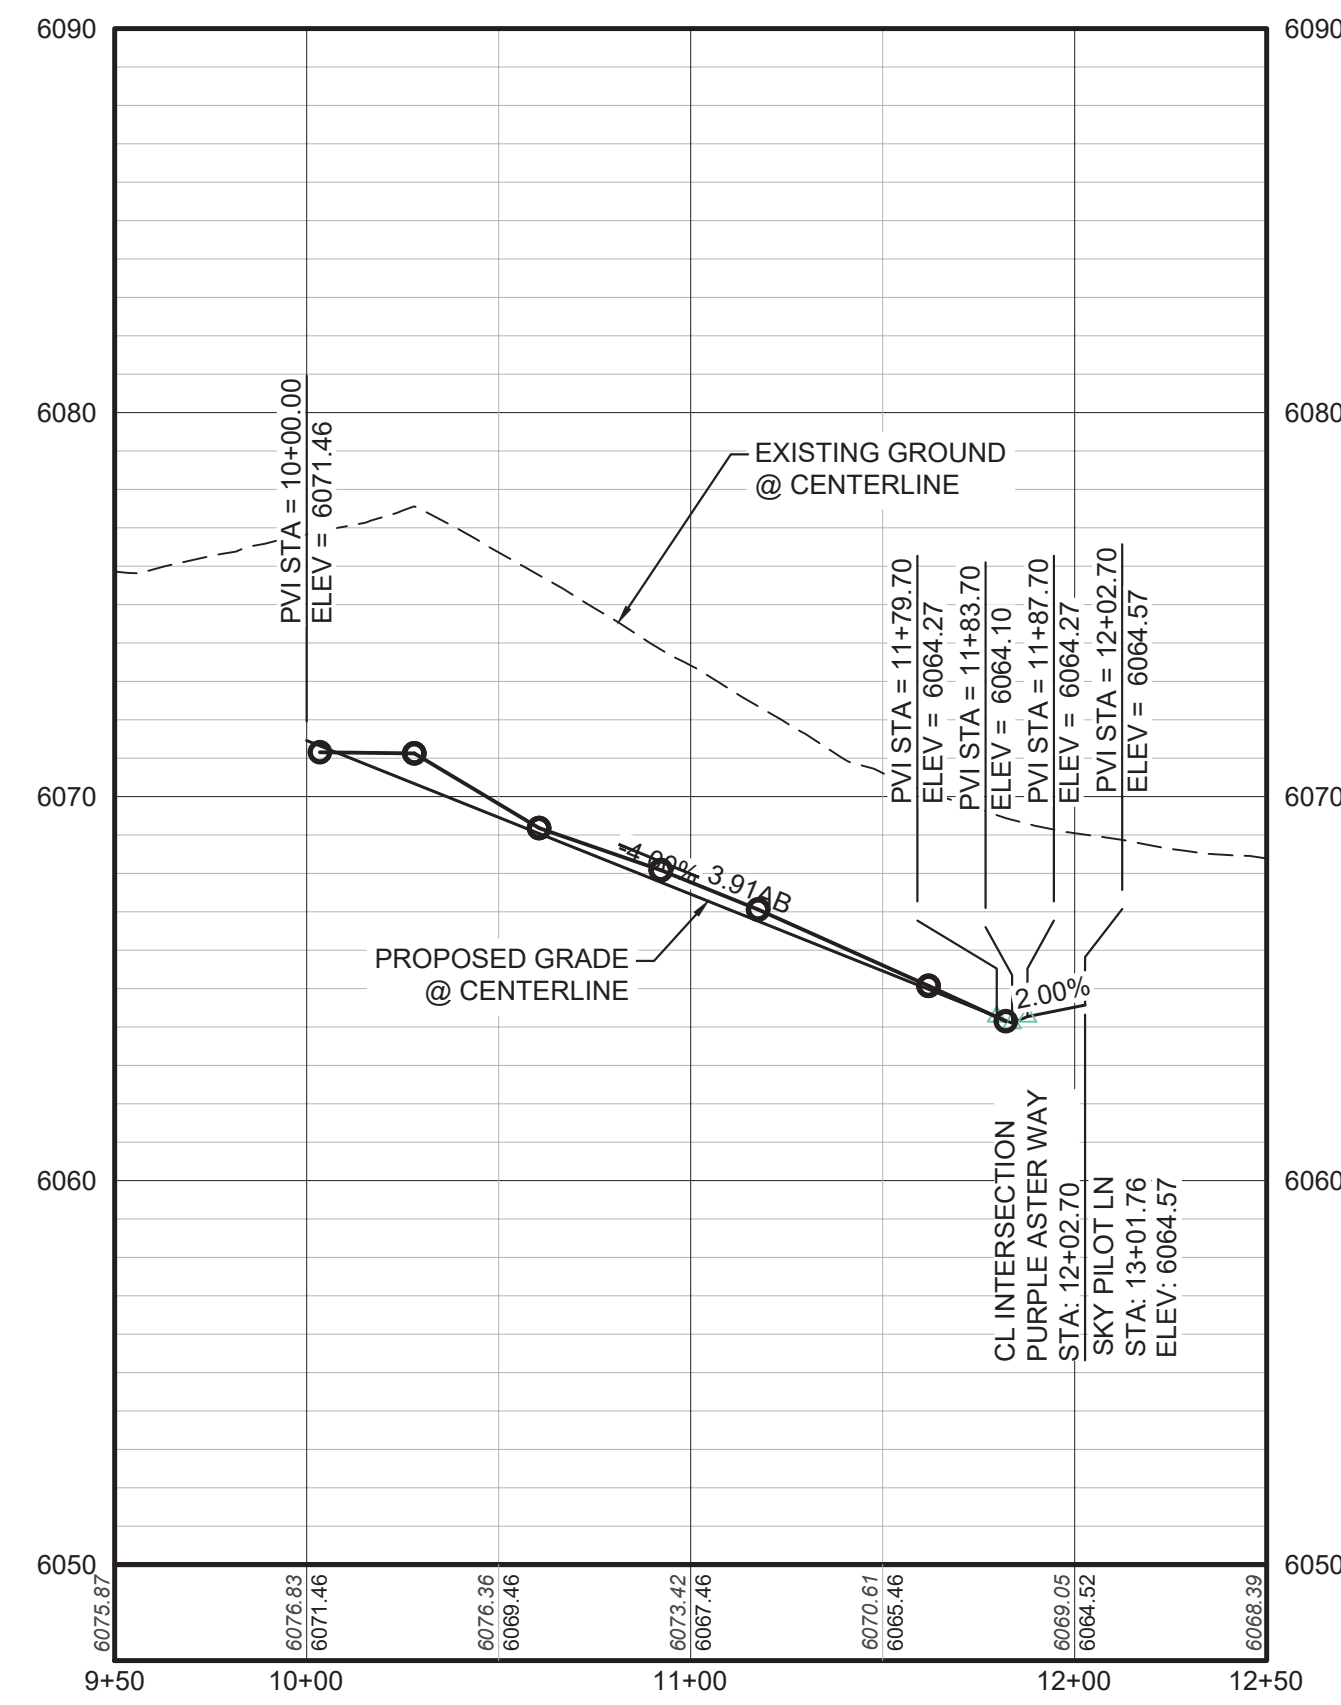 6090
6090
PVI STA = 10+00.00
ELEV = 6071.46
6080
6080
EXISTING GROUND
@ CENTERLINE
PVI STA = 11+79.70
ELEV = 6064.27
PVI STA = 11+83.70
ELEV = 6064.10
PVI STA = 11+87.70
ELEV = 6064.27
PVI STA = 12+02.70
ELEV = 6064.57
6070
6070
-4.00% 3.91AB
PROPOSED GRADE
@ CENTERLINE
2.00%
CL INTERSECTION
PURPLE ASTER WAY
STA: 12+02.70
SKY PILOT LN
STA: 13+01.76
ELEV: 6064.57
6060
6060
6050
6050
6075.87
6076.83
6071.46
6076.36
6069.46
6073.42
6067.46
6070.61
6065.46
6069.05
6064.52
6068.39
9+50
10+00
11+00
12+00
12+50